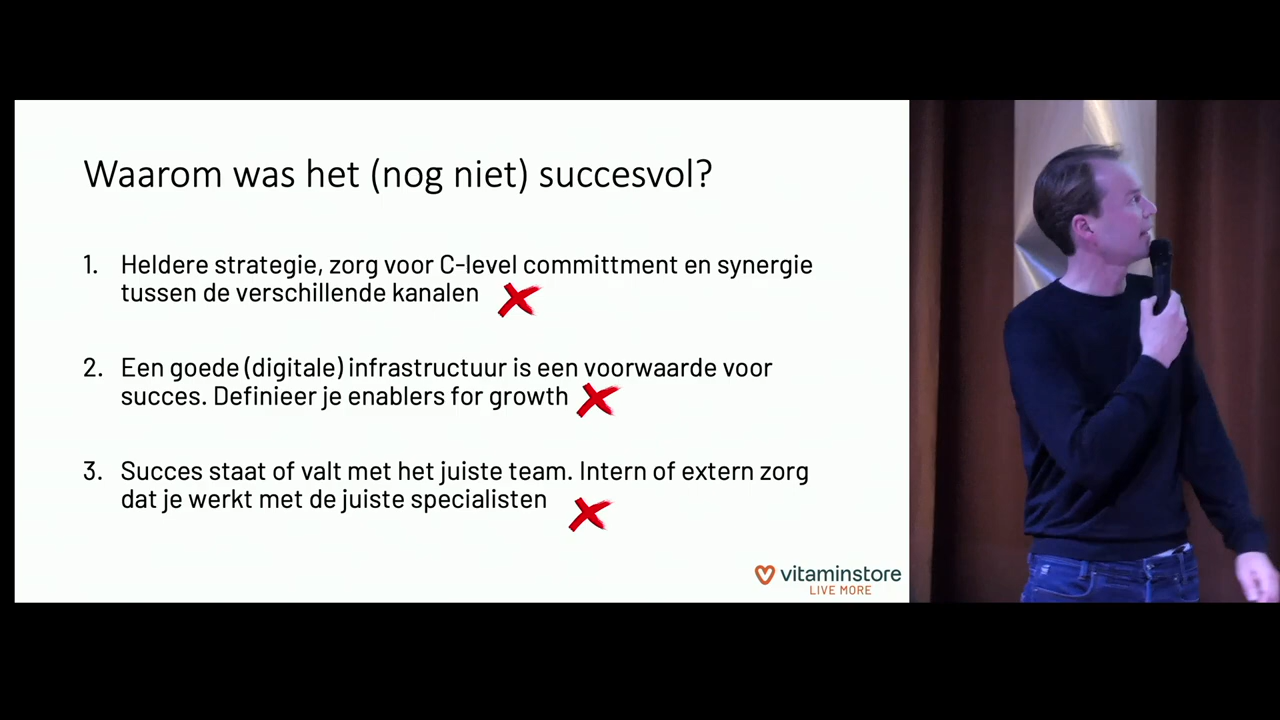 Waarom was het (nog niet) succesvol?
1. Heldere strategie, zorg voor C-level committment en synergie
tussen de verschillende kanalen
2. Een goede (digitale) infrastructuur is een voorwaarde voor
succes. Definieer je enablers for growth
3. Succes staat of valt met het juiste team. Intern of extern zorg
dat je werkt met de juiste specialisten
vitaminstore
LIVE MORE